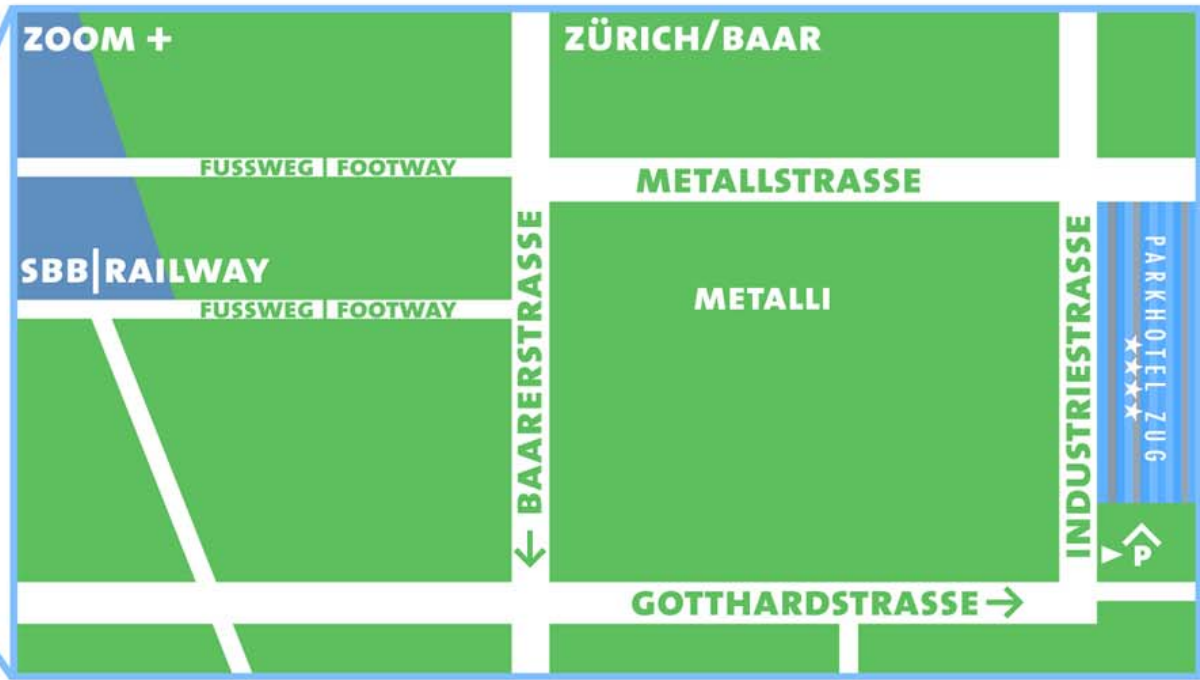 ZOOM +
ZÜRICH/BAAR
FUSSWEG | FOOTWAY
METALLSTRASSE
SBB|RAILWAY
FUSSWEG | FOOTWAY
← BAARERSTRASSE
METALLI
INDUSTRIESTRASSE
PARKHOTEL ZUG
★★★★
P
GOTTHARDSTRASSE →